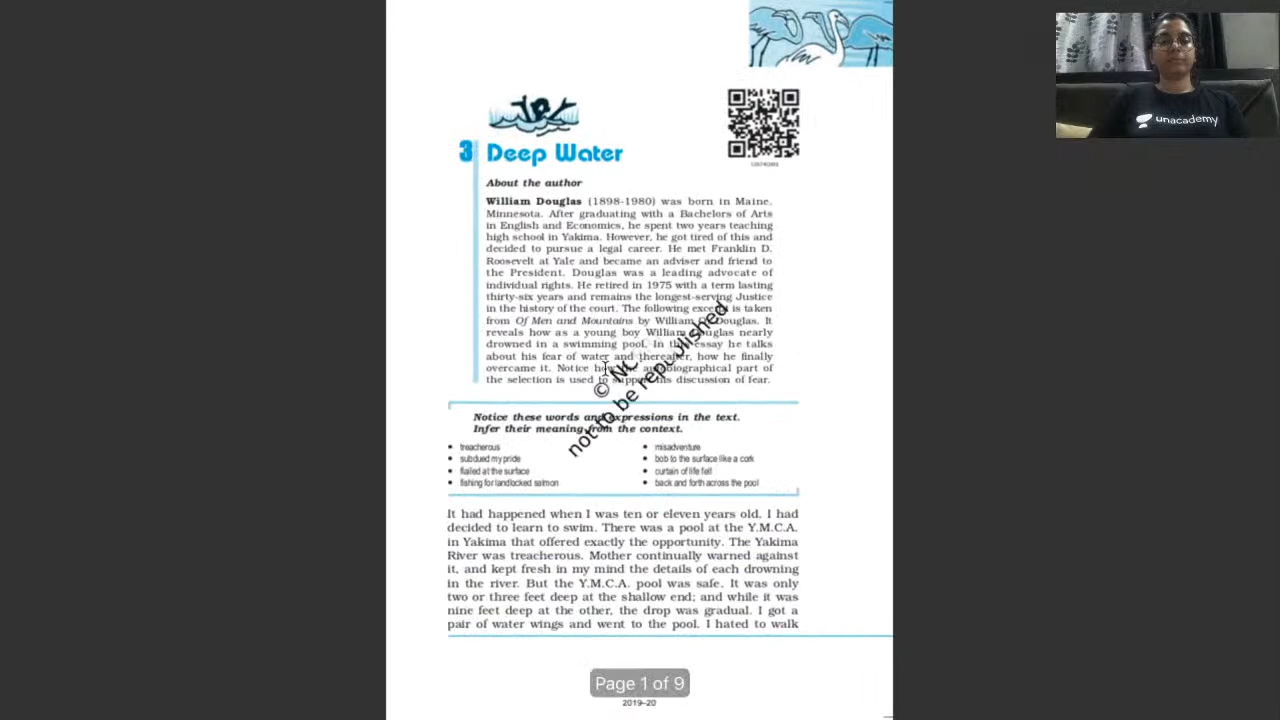 3 Deep Water
About the author
William Douglas (1898-1980) was born in Maine,
Minnesota. After graduating with a Bachelors of Arts
in English and Economics, he spent two years teaching
high school in Yakima. However, he got tired of this and
decided to pursue a legal career. He met Franklin D.
Roosevelt at Yale and became an adviser and friend to
the President. Douglas was a leading advocate of
individual rights. He retired in 1975 with a term lasting
thirty-six years and remains the longest-serving Justice
in the history of the court. The following excerpt is taken
from Of Men and Mountains by William Douglas. It
reveals how as a young boy William Douglas nearly
drowned in a swimming pool. In this essay he talks
about his fear of water and thereafter, how he finally
overcame it. Notice how the autobiographical part of
the selection is used to support his discussion of fear.
© NC
not to be republished
Notice these words and expressions in the text.
Infer their meaning from the context.
• treacherous
• subdued my pride
• flailed at the surface
• fishing for landlocked salmon
• misadventure
• bob to the surface like a cork
• curtain of life fell
• back and forth across the pool
It had happened when I was ten or eleven years old. I had
decided to learn to swim. There was a pool at the Y.M.C.A.
in Yakima that offered exactly the opportunity. The Yakima
River was treacherous. Mother continually warned against
it, and kept fresh in my mind the details of each drowning
in the river. But the Y.M.C.A. pool was safe. It was only
two or three feet deep at the shallow end; and while it was
nine feet deep at the other, the drop was gradual. I got a
pair of water wings and went to the pool. I hated to walk
Page 1 of 9
2019–20
unacademy